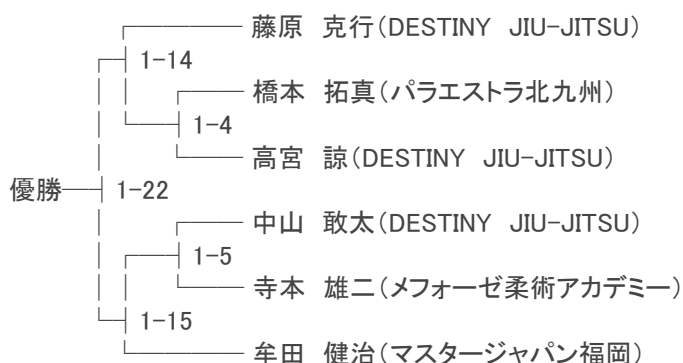 藤原 克行(DESTINY JIU-JITSU)
1-14
橋本 拓真(パラエストラ北九州)
1-4
高宮 諒(DESTINY JIU-JITSU)
優勝 1-22
中山 敢太(DESTINY JIU-JITSU)
1-5
寺本 雄二(メフォーゼ柔術アカデミー)
1-15
牟田 健治(マスタージャパン福岡)